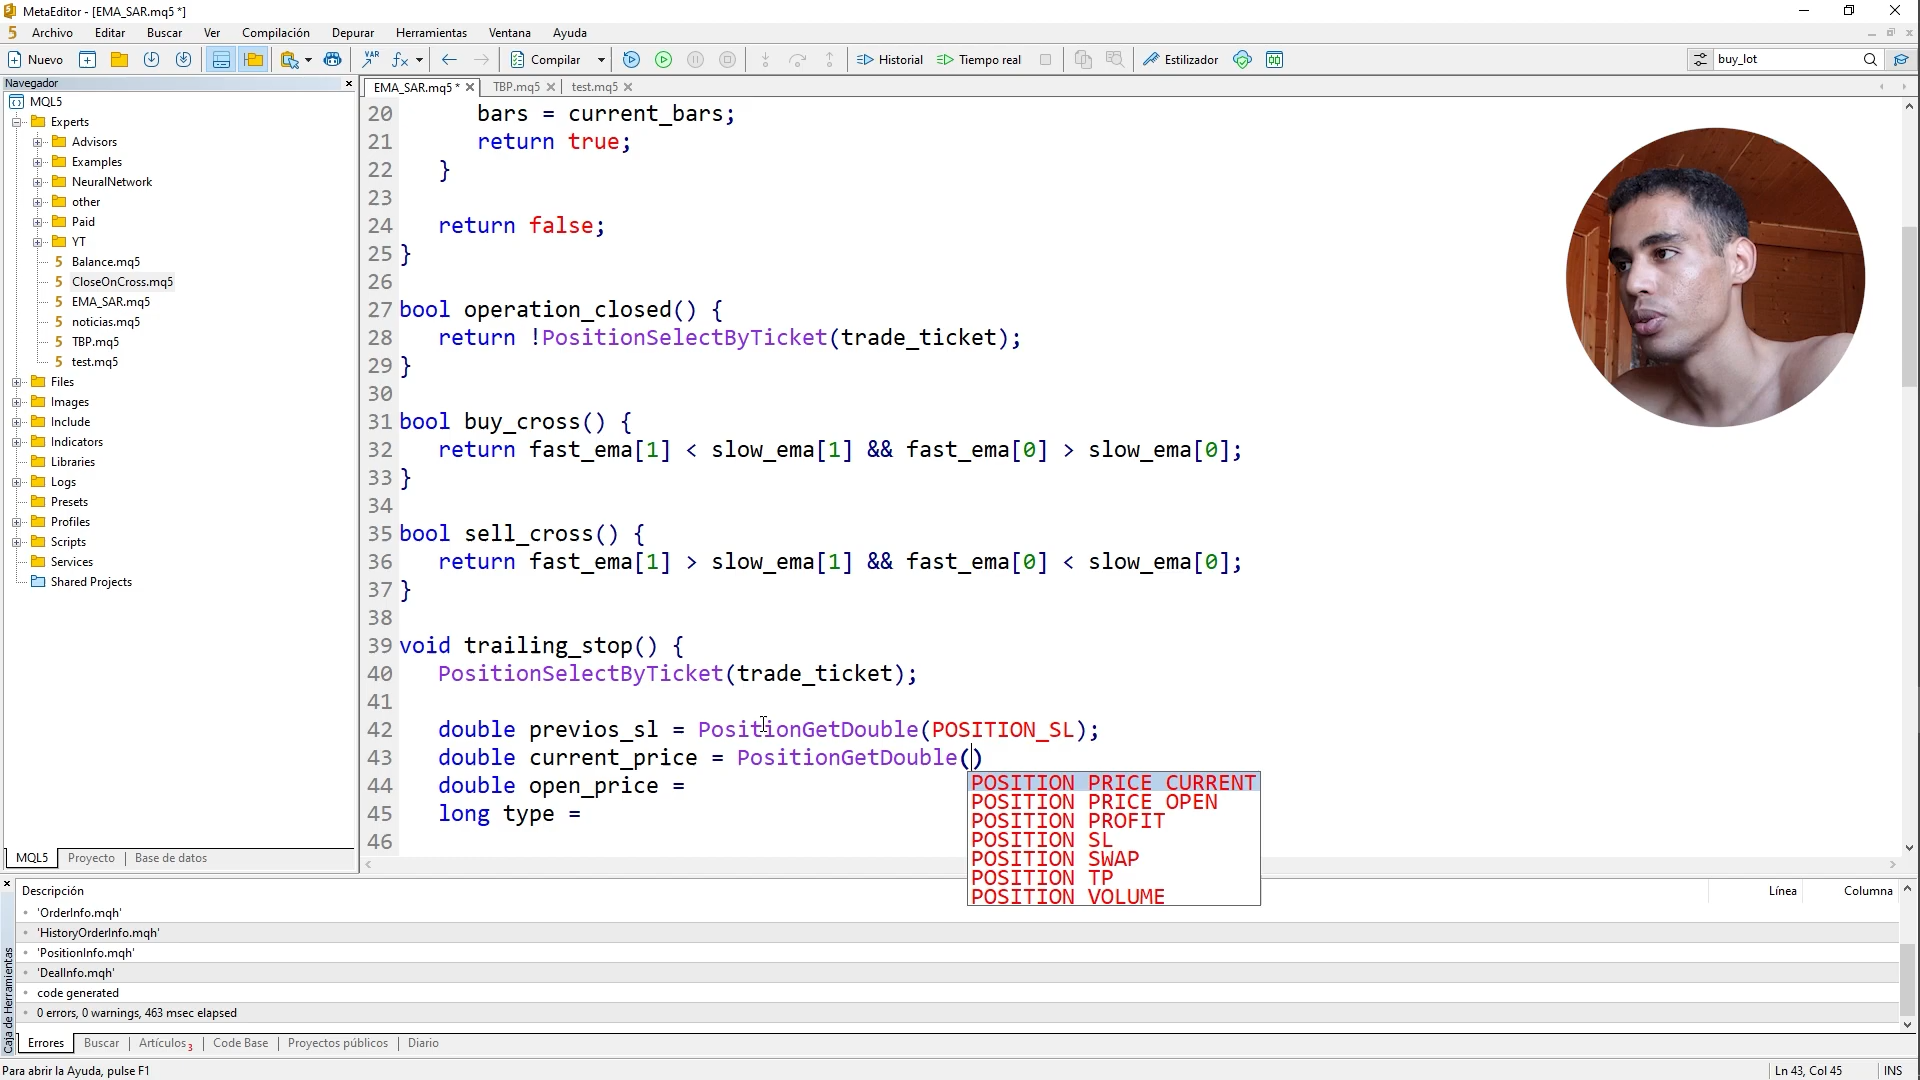 MetaEditor - [EMA_SAR.mq5 *]
5 Archivo Editar Buscar Ver Compilación Depurar Herramientas Ventana Ayuda
Nuevo VAR Compilar Historial Tiempo real Estilizador buy_lot
Navegador
MQL5
Experts
Advisors
Examples
NeuralNetwork
other
Paid
YT
5 Balance.mq5
5 CloseOnCross.mq5
5 EMA_SAR.mq5
5 noticias.mq5
5 TBP.mq5
5 test.mq5
Files
Images
Include
Indicators
Libraries
Logs
Presets
Profiles
Scripts
Services
Shared Projects
MQL5 Proyecto Base de datos
EMA_SAR.mq5 * TBP.mq5 test.mq5
20 bars = current_bars;
21 return true;
22 }
23
24 return false;
25 }
26
27 bool operation_closed() {
28 return !PositionSelectByTicket(trade_ticket);
29 }
30
31 bool buy_cross() {
32 return fast_ema[1] < slow_ema[1] && fast_ema[0] > slow_ema[0];
33 }
34
35 bool sell_cross() {
36 return fast_ema[1] > slow_ema[1] && fast_ema[0] < slow_ema[0];
37 }
38
39 void trailing_stop() {
40 PositionSelectByTicket(trade_ticket);
41
42 double previos_sl = PositionGetDouble(POSITION_SL);
43 double current_price = PositionGetDouble()
44 double open_price =
45 long type =
46
POSITION_PRICE_CURRENT
POSITION_PRICE_OPEN
POSITION_PROFIT
POSITION_SL
POSITION_SWAP
POSITION_TP
POSITION_VOLUME
Descripción Línea Columna
'OrderInfo.mqh'
'HistoryOrderInfo.mqh'
'PositionInfo.mqh'
'DealInfo.mqh'
code generated
0 errors, 0 warnings, 463 msec elapsed
Caja de Herramientas
Errores Buscar Artículos 3 Code Base Proyectos públicos Diario
Para abrir la Ayuda, pulse F1 Ln 43, Col 45 INS